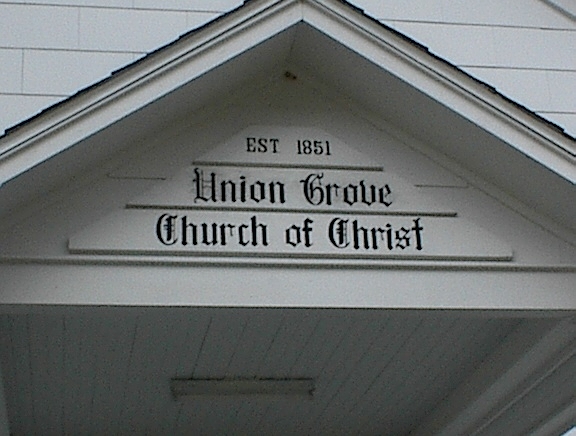 EST 1851
Union Grove
Church of Christ